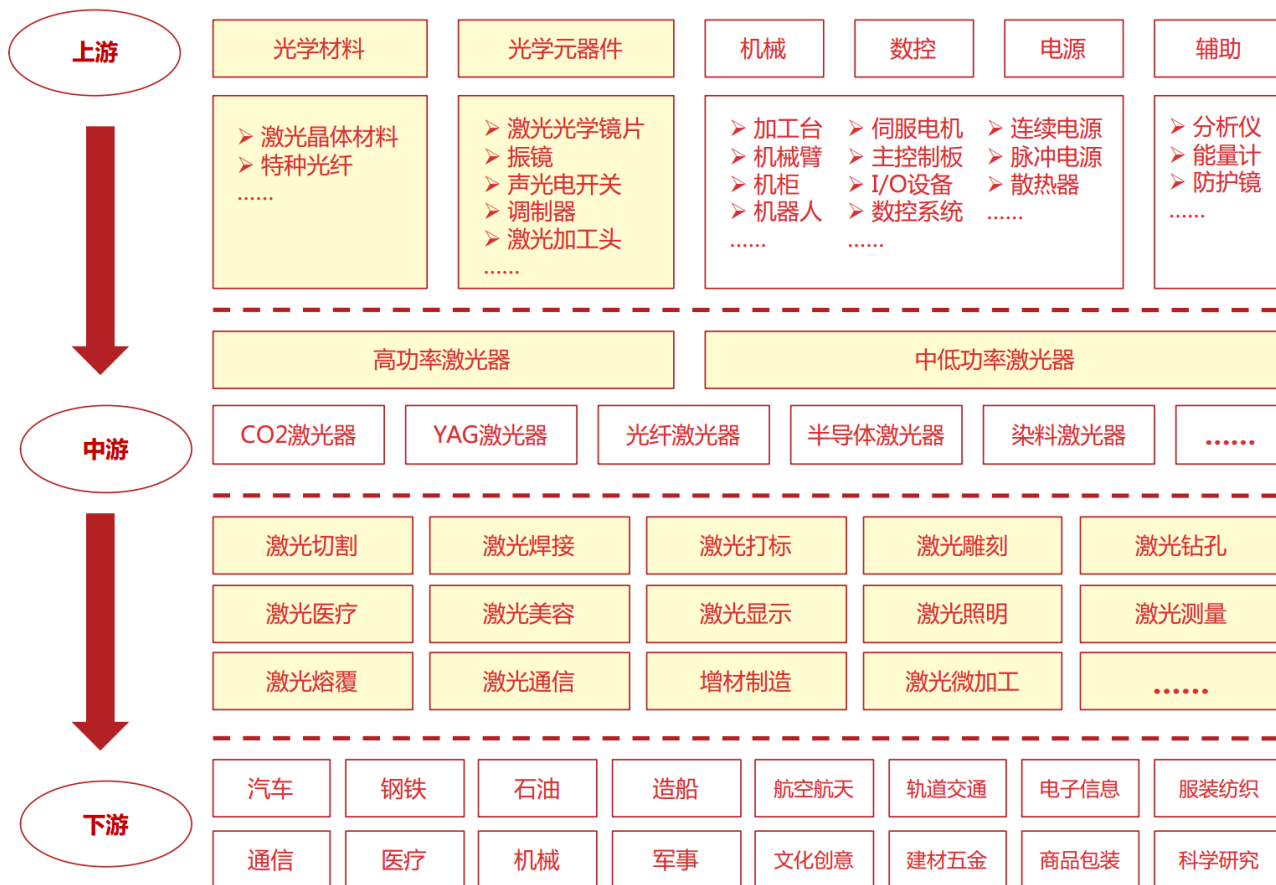 上游
光学材料
光学元器件
机械
数控
电源
辅助
➢ 激光晶体材料
➢ 特种光纤
……
➢ 激光光学镜片
➢ 振镜
➢ 声光电开关
➢ 调制器
➢ 激光加工头
……
➢ 加工台
➢ 机械臂
➢ 机柜
➢ 机器人
……
➢ 伺服电机
➢ 主控制板
➢ I/O设备
➢ 数控系统
……
➢ 连续电源
➢ 脉冲电源
➢ 散热器
……
➢ 分析仪
➢ 能量计
➢ 防护镜
……
高功率激光器
中低功率激光器
中游
CO2激光器
YAG激光器
光纤激光器
半导体激光器
染料激光器
……
激光切割
激光焊接
激光打标
激光雕刻
激光钻孔
激光医疗
激光美容
激光显示
激光照明
激光测量
激光熔覆
激光通信
增材制造
激光微加工
……
下游
汽车
钢铁
石油
造船
航空航天
轨道交通
电子信息
服装纺织
通信
医疗
机械
军事
文化创意
建材五金
商品包装
科学研究